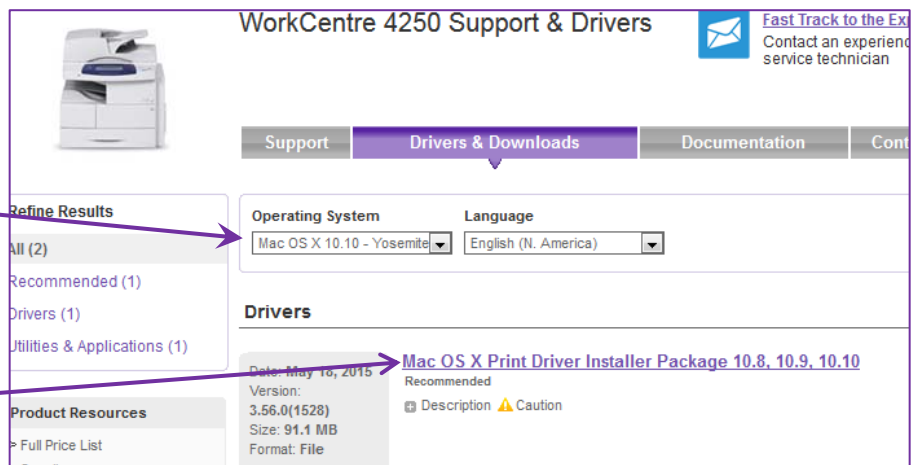 WorkCentre 4250 Support & Drivers
Fast Track to the
Contact an
service technician
Support Drivers & Downloads Documentation
Refine Results
All (2)
Recommended (1)
Drivers (1)
Utilities & Applications (1)
Product Resources
Full Price List
Operating System Language
Mac OS X 10.10 - Yosemite English (N. America)
Drivers
Date: May 18, 2015
Version:
3.56.0(1528)
Size: 91.1 MB
Format: File
Mac OS X Print Driver Installer Package 10.8, 10.9, 10.10
Recommended
Description Caution